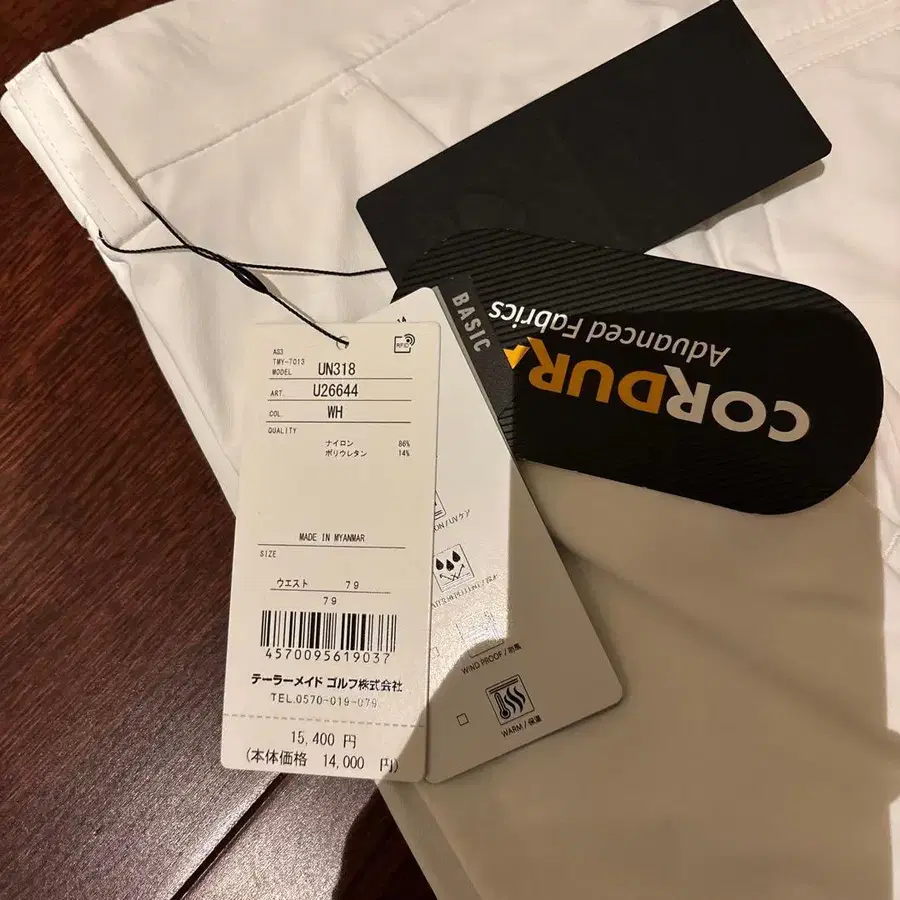 AG3
TMY-7013
MODEL UN318
ART. U26644
COL. WH
QUALITY
ナイロン 86%
ポリウレタン 14%
MADE IN MYANMAR
SIZE
ウエスト 79
79
4570095619037
テーラーメイド ゴルフ株式会社
TEL.0570-019-079
15,400 円
(本体価格 14,000 円)
RFID
BASIC
CORDURA
Advanced Fabrics
WIND PROOF / 防風
WARM / 保温